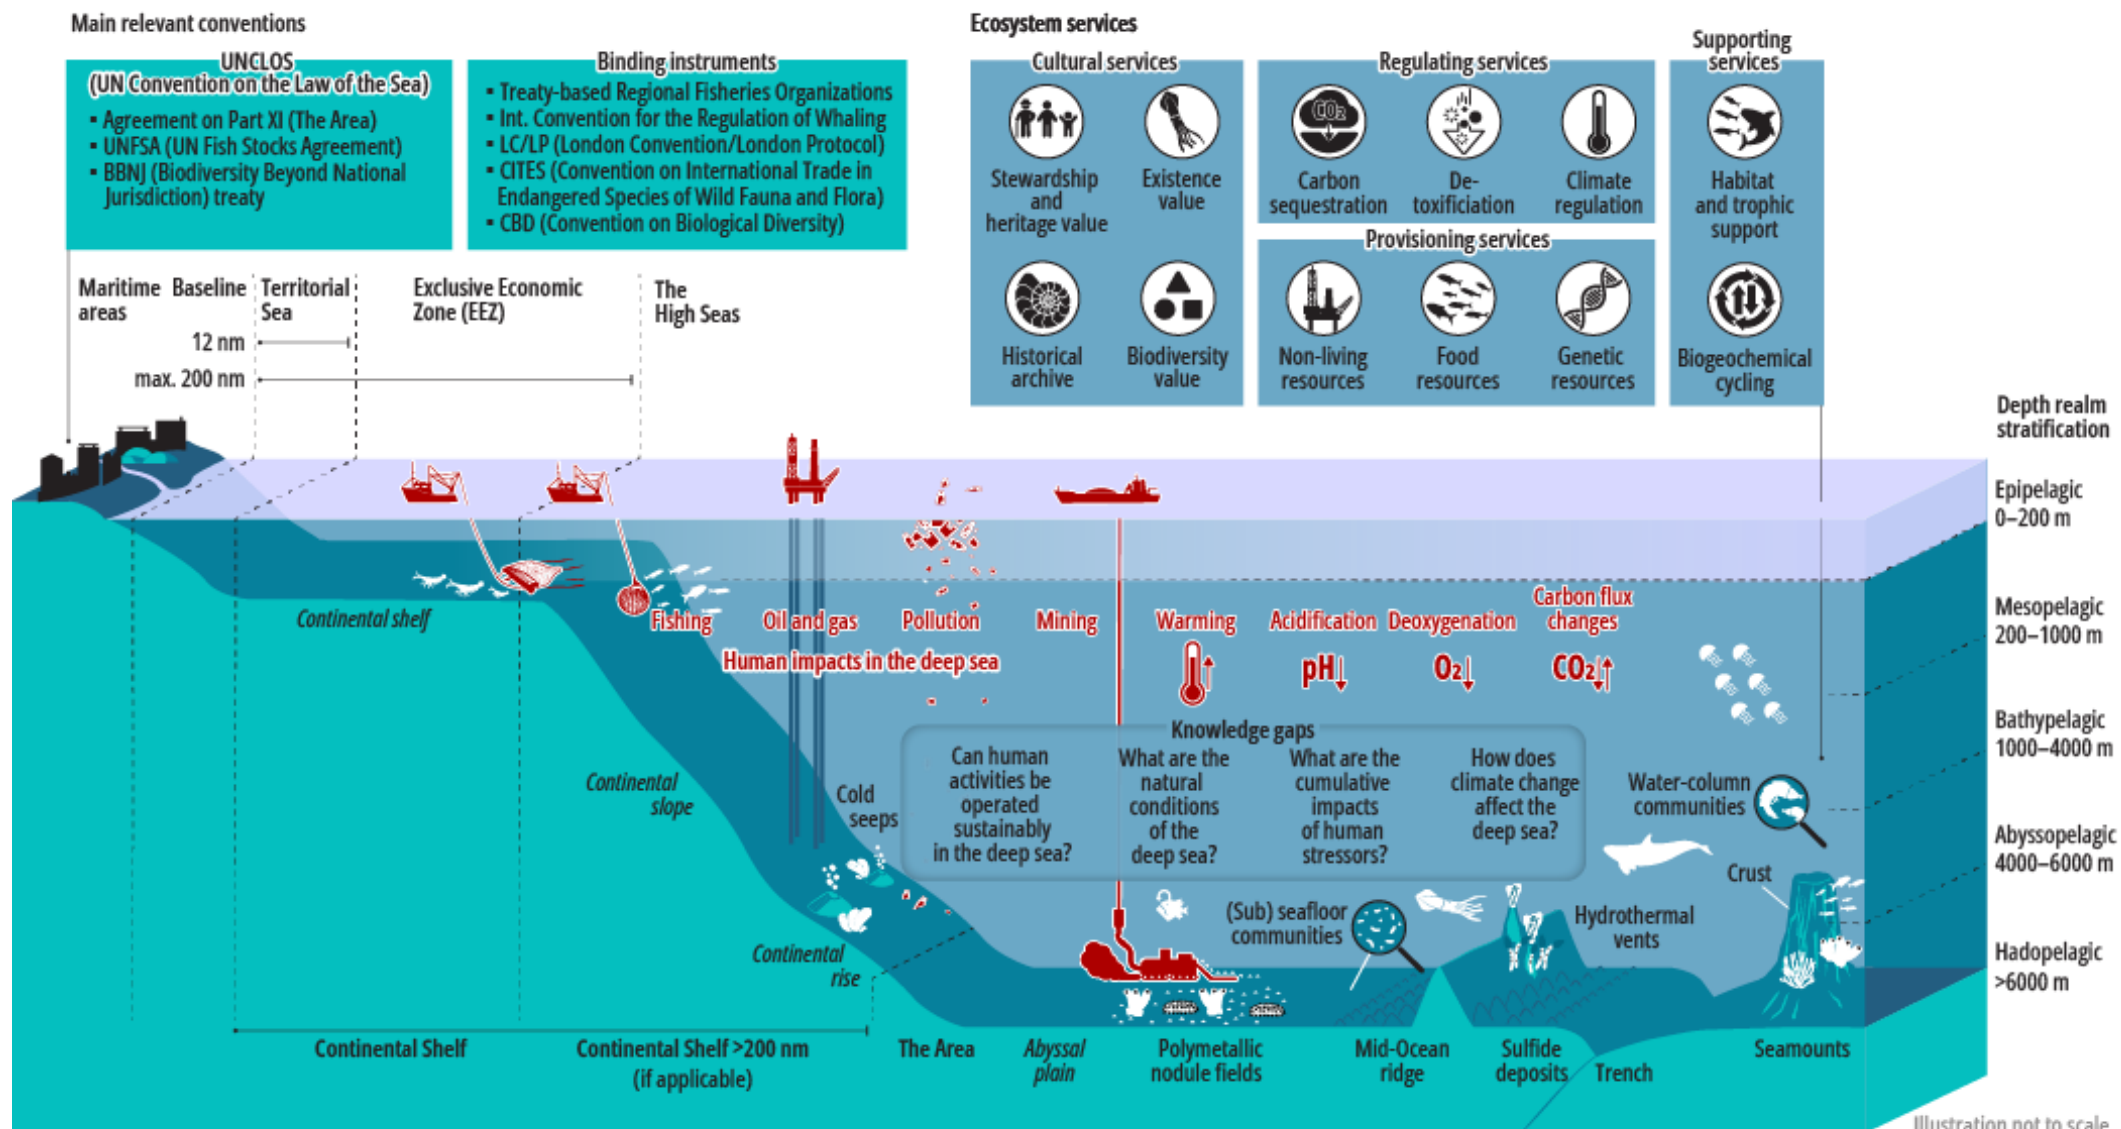 Main relevant conventions
UNCLOS
(UN Convention on the Law of the Sea)
▪ Agreement on Part XI (The Area)
▪ UNFSA (UN Fish Stocks Agreement)
▪ BBNJ (Biodiversity Beyond National
Jurisdiction) treaty
Binding instruments
▪ Treaty-based Regional Fisheries Organizations
▪ Int. Convention for the Regulation of Whaling
▪ LC/LP (London Convention/London Protocol)
▪ CITES (Convention on International Trade in
Endangered Species of Wild Fauna and Flora)
▪ CBD (Convention on Biological Diversity)
Ecosystem services
Cultural services
Stewardship
and
heritage value
Existence
value
Historical
archive
Biodiversity
value
Regulating services
CO₂
Carbon
sequestration
De-
toxificiation
Climate
regulation
Provisioning services
Non-living
resources
Food
resources
Genetic
resources
Supporting
services
Habitat
and trophic
support
Biogeochemical
cycling
Maritime
areas
Baseline
Territorial
Sea
Exclusive Economic
Zone (EEZ)
The
High Seas
12 nm
max. 200 nm
Depth realm
stratification
Epipelagic
0–200 m
Mesopelagic
200–1000 m
Bathypelagic
1000–4000 m
Abyssopelagic
4000–6000 m
Hadopelagic
>6000 m
Continental shelf
Fishing
Oil and gas
Pollution
Mining
Warming
Acidification
Deoxygenation
Carbon flux
changes
Human impacts in the deep sea
pH↓
O₂↓
CO₂↓↑
Knowledge gaps
Can human
activities be
operated
sustainably
in the deep sea?
What are the
natural
conditions
of the
deep sea?
What are the
cumulative
impacts
of human
stressors?
How does
climate change
affect the
deep sea?
Continental
slope
Cold
seeps
Water-column
communities
Crust
(Sub) seafloor
communities
Hydrothermal
vents
Continental
rise
Continental Shelf
Continental Shelf >200 nm
(if applicable)
The Area
Abyssal
plain
Polymetallic
nodule fields
Mid-Ocean
ridge
Sulfide
deposits
Trench
Seamounts
Illustration not to scale